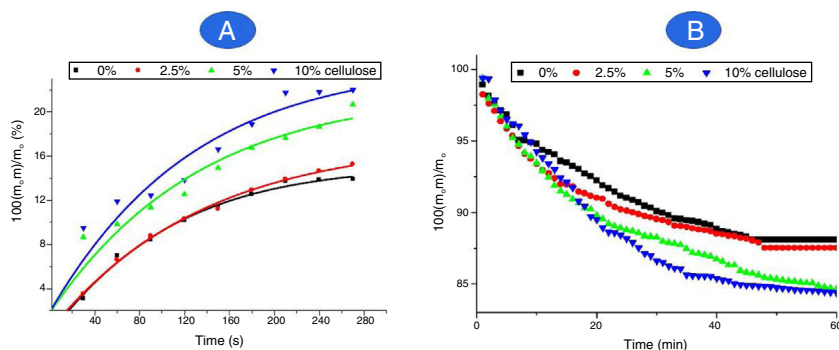 A
B
0% 2.5% 5% 10% cellulose
0% 2.5% 5% 10% cellulose
100(mₒm)/mₒ (%)
20
16
12
8
4
40 80 120 160 200 240 280
Time (s)
100(mₒm)/mₒ
100
95
90
85
0 20 40 60
Time (min)